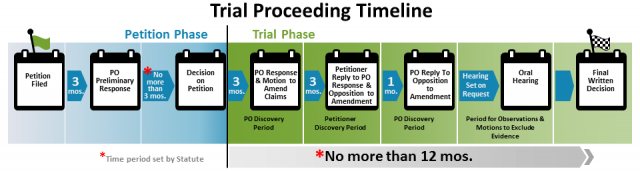 Trial Proceeding Timeline
Petition Phase
Trial Phase
Petition
Filed
3
mos.
PO
Preliminary
Response
*No
more
than
3 mos.
Decision
on
Petition
3
mos.
PO Response
& Motion to
Amend
Claims
PO Discovery
Period
3
mos.
Petitioner
Reply to PO
Response &
Opposition to
Amendment
Petitioner
Discovery Period
1
mo.
PO Reply To
Opposition
to
Amendment
PO Discovery
Period
Hearing
Set on
Request
Oral
Hearing
Period for Observations &
Motions to Exclude
Evidence
Final
Written
Decision
*Time period set by Statute
*No more than 12 mos.